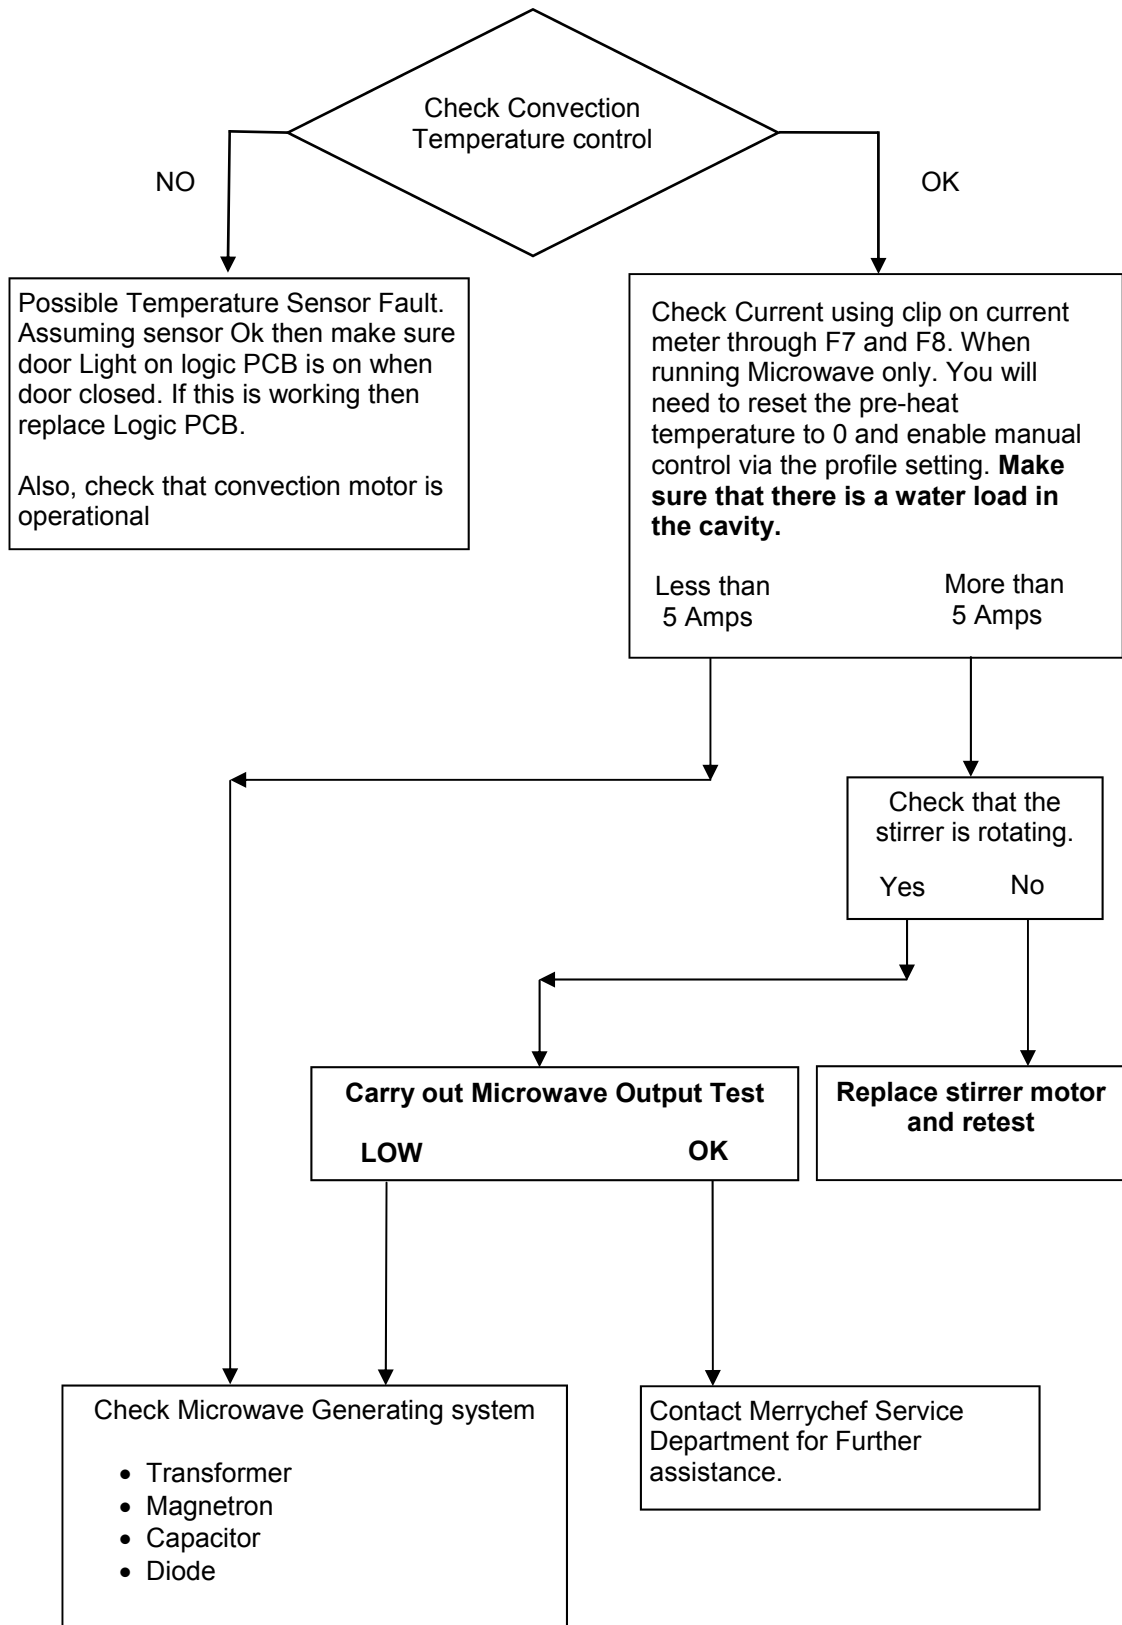 Check Convection
Temperature control
NO
OK
Possible Temperature Sensor Fault.
Assuming sensor Ok then make sure
door Light on logic PCB is on when
door closed. If this is working then
replace Logic PCB.
Also, check that convection motor is
operational
Check Current using clip on current
meter through F7 and F8. When
running Microwave only. You will
need to reset the pre-heat
temperature to 0 and enable manual
control via the profile setting. Make
sure that there is a water load in
the cavity.
Less than
5 Amps
More than
5 Amps
Check that the
stirrer is rotating.
Yes No
Carry out Microwave Output Test
LOW OK
Replace stirrer motor
and retest
Check Microwave Generating system
• Transformer
• Magnetron
• Capacitor
• Diode
Contact Merrychef Service
Department for Further
assistance.